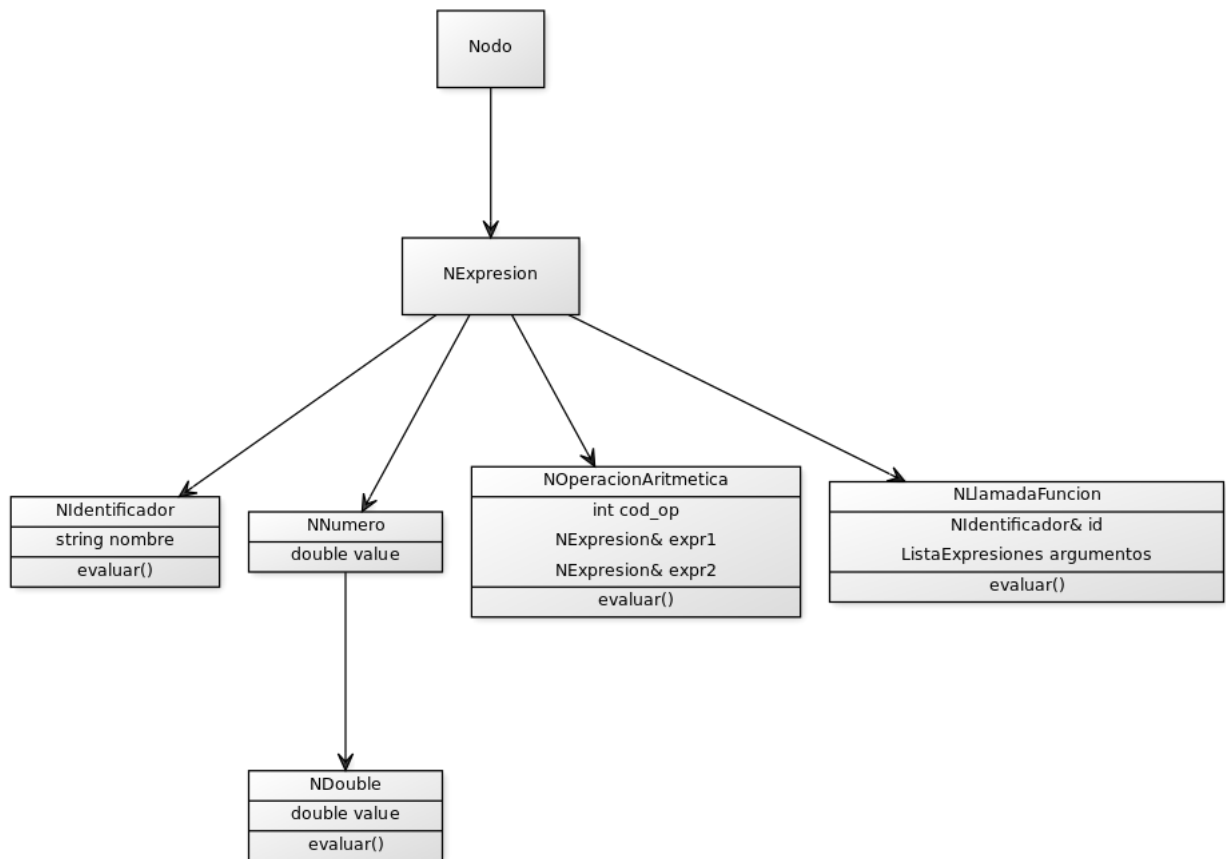 Nodo
NExpresion
NIdentificador
string nombre
evaluar()
NNumero
double value
NOperacionAritmetica
int cod_op
NExpresion& expr1
NExpresion& expr2
evaluar()
NLlamadaFuncion
NIdentificador& id
ListaExpresiones argumentos
evaluar()
NDouble
double value
evaluar()